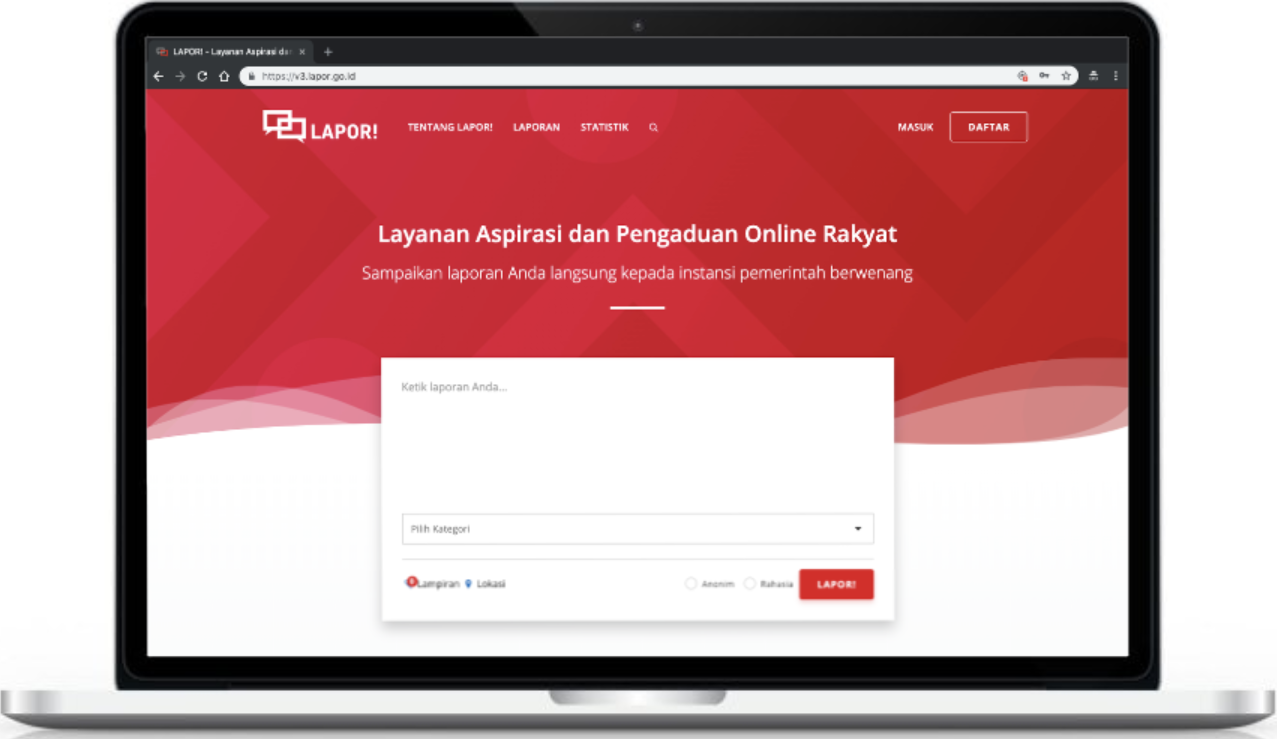 LAPOR! - Layanan Aspirasi da
https://v3.lapor.go.id
LAPOR! TENTANG LAPOR! LAPORAN STATISTIK MASUK DAFTAR
Layanan Aspirasi dan Pengaduan Online Rakyat
Sampaikan laporan Anda langsung kepada instansi pemerintah berwenang
Ketik laporan Anda...
Pilih Kategori
Lampiran Lokasi Anonim Rahasia LAPOR!